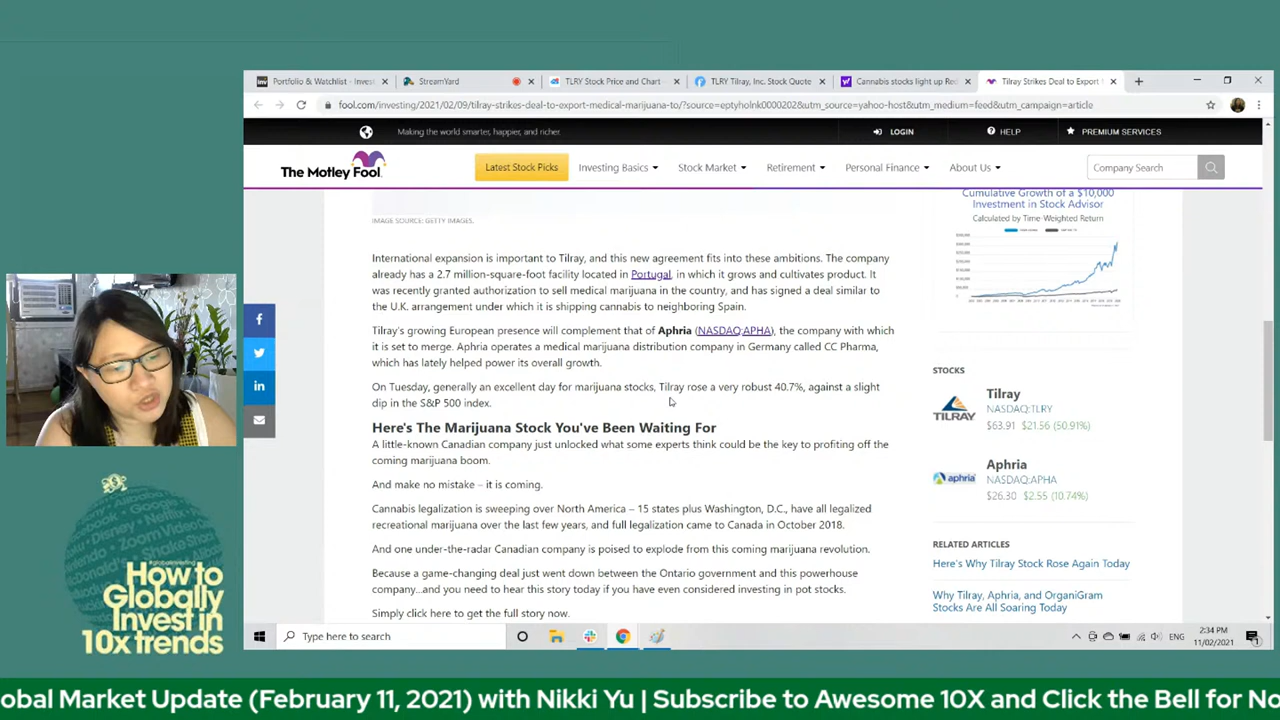 Portfolio & Watchlist - Inves
StreamYard
TLRY Stock Price and Chart
TLRY Tilray, Inc. Stock Quote
Cannabis stocks light up Red
Tilray Strikes Deal to Export
fool.com/investing/2021/02/09/tilray-strikes-deal-to-export-medical-marijuana-to/?source=eptyholnk0000202&utm_source=yahoo-host&utm_medium=feed&utm_campaign=article
Making the world smarter, happier, and richer.
LOGIN
HELP
PREMIUM SERVICES
The Motley Fool.
Latest Stock Picks
Investing Basics
Stock Market
Retirement
Personal Finance
About Us
Company Search
IMAGE SOURCE: GETTY IMAGES.
International expansion is important to Tilray, and this new agreement fits into these ambitions. The company
already has a 2.7 million-square-foot facility located in Portugal, in which it grows and cultivates product. It
was recently granted authorization to sell medical marijuana in the country, and has signed a deal similar to
U.K. arrangement under which it is shipping cannabis to neighboring Spain.
Tilray's growing European presence will complement that of Aphria (NASDAQ:APHA), the company with which
it is set to merge. Aphria operates a medical marijuana distribution company in Germany called CC Pharma,
which has lately helped power its overall growth.
On Tuesday, generally an excellent day for marijuana stocks, Tilray rose a very robust 40.7%, against a slight
dip in the S&P 500 index.
Here's The Marijuana Stock You've Been Waiting For
A little-known Canadian company just unlocked what some experts think could be the key to profiting off the
coming marijuana boom.
And make no mistake – it is coming.
Cannabis legalization is sweeping over North America – 15 states plus Washington, D.C., have all legalized
recreational marijuana over the last few years, and full legalization came to Canada in October 2018.
And one under-the-radar Canadian company is poised to explode from this coming marijuana revolution.
Because a game-changing deal just went down between the Ontario government and this powerhouse
company...and you need to hear this story today if you have even considered investing in pot stocks.
Simply click here to get the full story now.
Cumulative Growth of a $10,000
Investment in Stock Advisor
Calculated by Time-Weighted Return
STOCKS
TILRAY
Tilray
NASDAQ:TLRY
$63.91 $21.56 (50.91%)
aphria
Aphria
NASDAQ:APHA
$26.30 $2.55 (10.74%)
RELATED ARTICLES
Here's Why Tilray Stock Rose Again Today
Why Tilray, Aphria, and OrganiGram
Stocks Are All Soaring Today
Type here to search
ENG
2:34 PM
11/02/2021
#globalinvesting
How to
Globally
Invest in
10x trends
obal Market Update (February 11, 2021) with Nikki Yu | Subscribe to Awesome 10X and Click the Bell for No